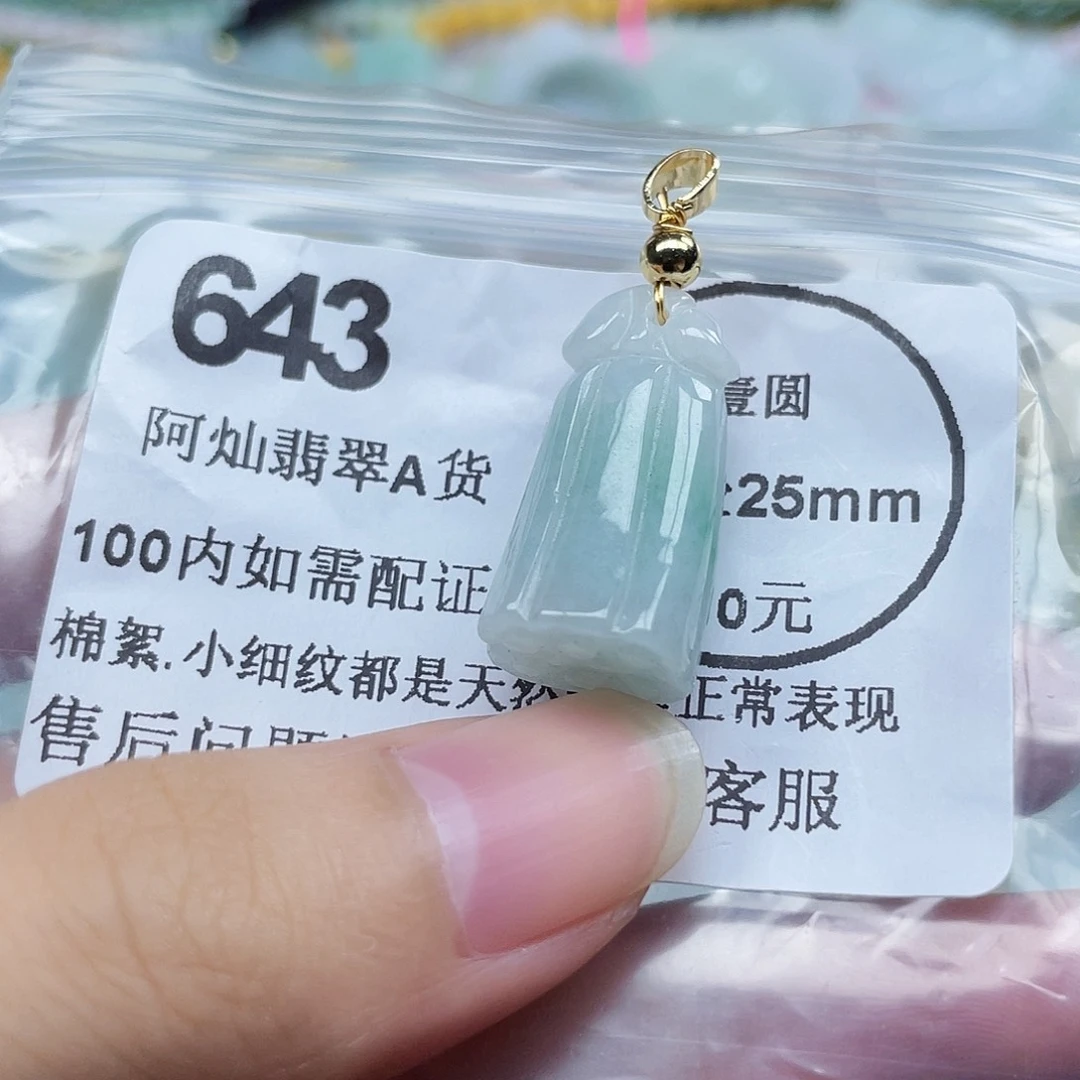 643
壹圆
阿灿翡翠A货
25mm
100内如需配证
0元
棉絮.小细纹都是天然 正常表现
售后问题
客服